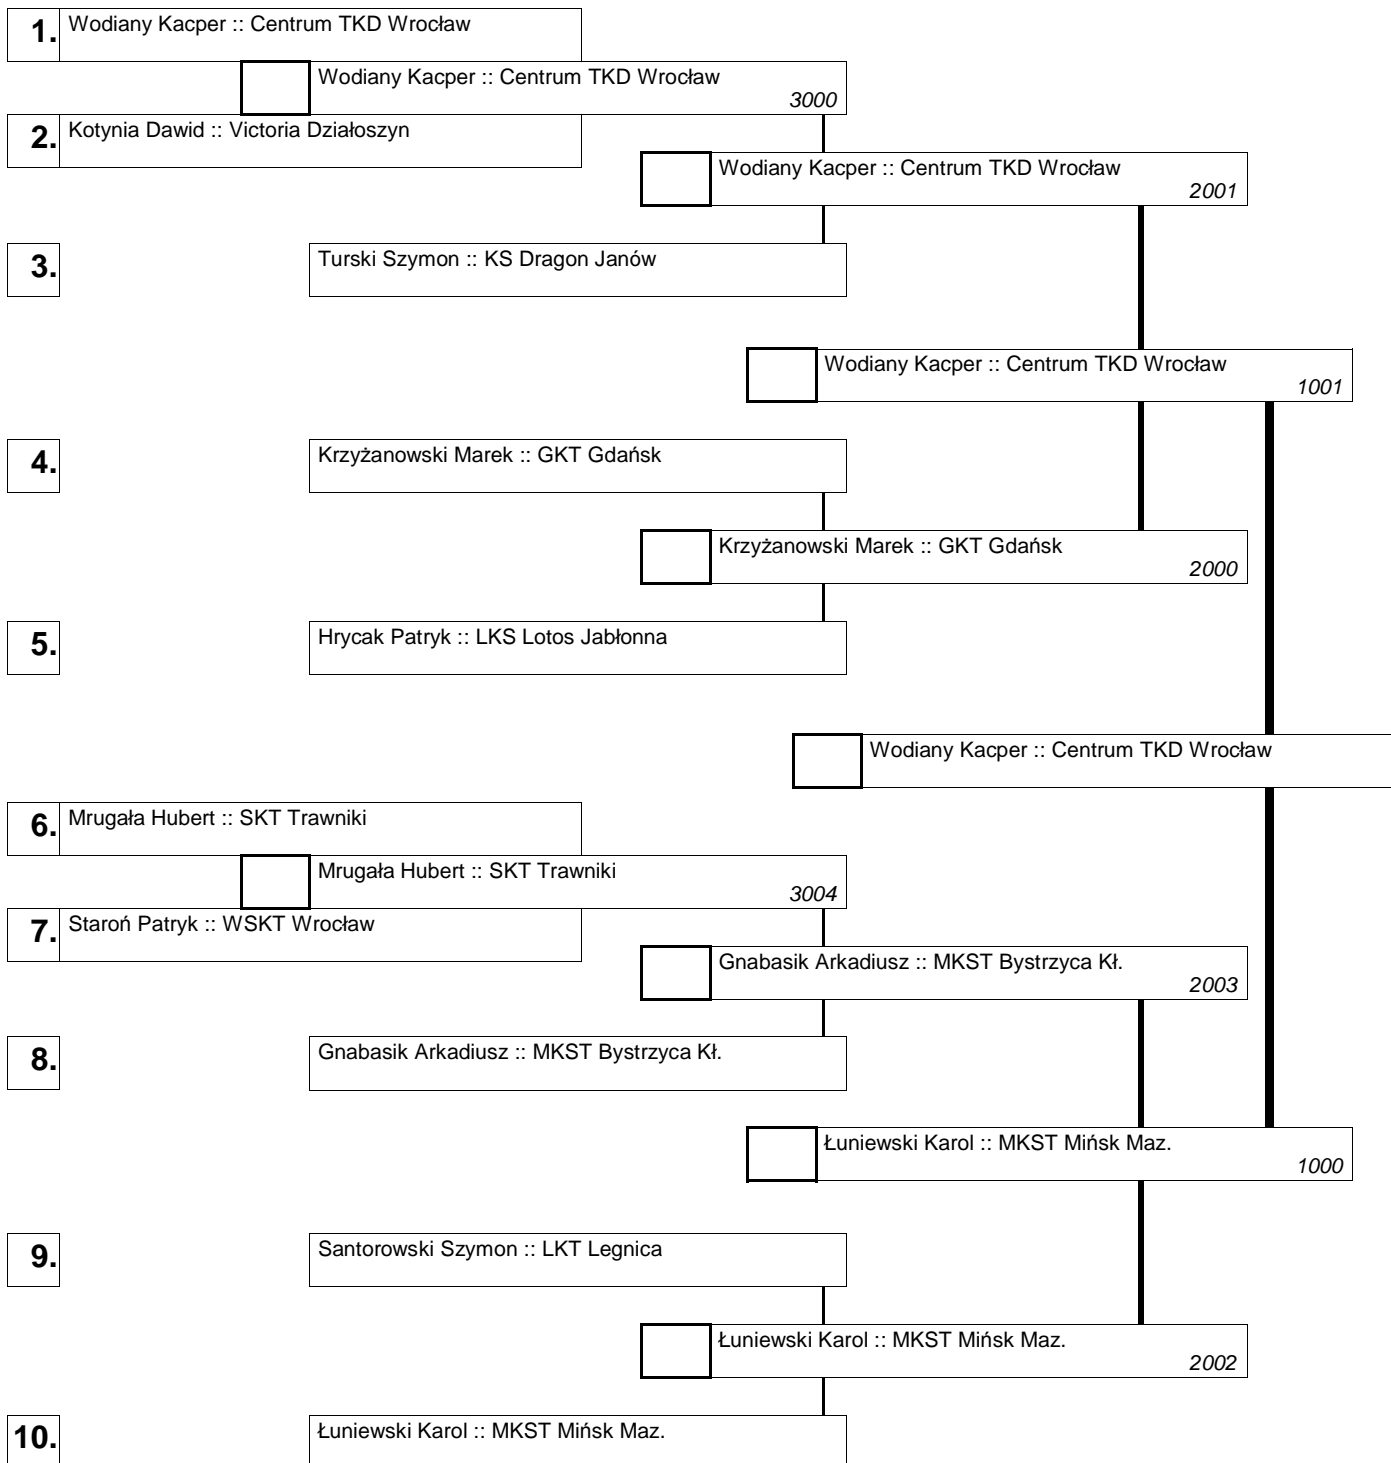 1. Wodiany Kacper :: Centrum TKD Wrocław
Wodiany Kacper :: Centrum TKD Wrocław
3000
2. Kotynia Dawid :: Victoria Działoszyn
Wodiany Kacper :: Centrum TKD Wrocław
2001
3. Turski Szymon :: KS Dragon Janów
Wodiany Kacper :: Centrum TKD Wrocław
1001
4. Krzyżanowski Marek :: GKT Gdańsk
Krzyżanowski Marek :: GKT Gdańsk
2000
5. Hrycak Patryk :: LKS Lotos Jabłonna
Wodiany Kacper :: Centrum TKD Wrocław
6. Mrugała Hubert :: SKT Trawniki
Mrugała Hubert :: SKT Trawniki
3004
7. Staroń Patryk :: WSKT Wrocław
Gnabasik Arkadiusz :: MKST Bystrzyca Kł.
2003
8. Gnabasik Arkadiusz :: MKST Bystrzyca Kł.
Łuniewski Karol :: MKST Mińsk Maz.
1000
9. Santorowski Szymon :: LKT Legnica
Łuniewski Karol :: MKST Mińsk Maz.
2002
10. Łuniewski Karol :: MKST Mińsk Maz.